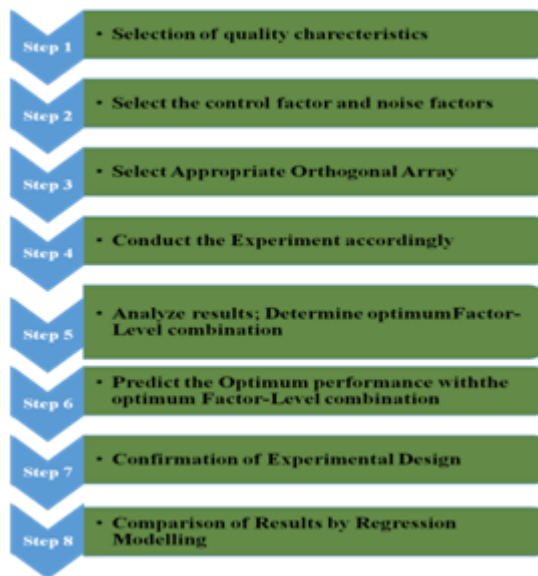 Step 1
• Selection of quality charecteristics
Step 2
• Select the control factor and noise factors
Step 3
• Select Appropriate Orthogonal Array
Step 4
• Conduct the Experiment accordingly
Step 5
• Analyze results; Determine optimumFactor-
Level combination
Step 6
• Predict the Optimum performance withthe
optimum Factor-Level combination
Step 7
• Confirmation of Experimental Design
Step 8
• Comparison of Results by Regression
Modelling